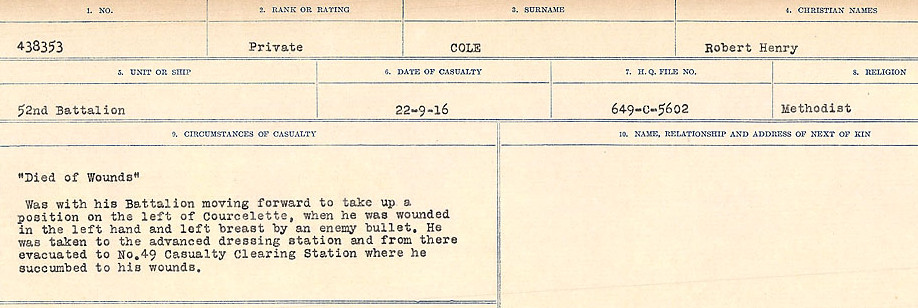 1. NO. 2. RANK OR RATING 3. SURNAME 4. CHRISTIAN NAMES
438353 Private COLE Robert Henry
5. UNIT OR SHIP 6. DATE OF CASUALTY 7. H. Q. FILE NO. 8. RELIGION
52nd Battalion 22-9-16 649-C-5602 Methodist
9. CIRCUMSTANCES OF CASUALTY 10. NAME, RELATIONSHIP AND ADDRESS OF NEXT OF KIN
"Died of Wounds"
Was with his Battalion moving forward to take up a
position on the left of Courcelette, when he was wounded
in the left hand and left breast by an enemy bullet. He
was taken to the advanced dressing station and from there
evacuated to No.49 Casualty Clearing Station where he
succumbed to his wounds.